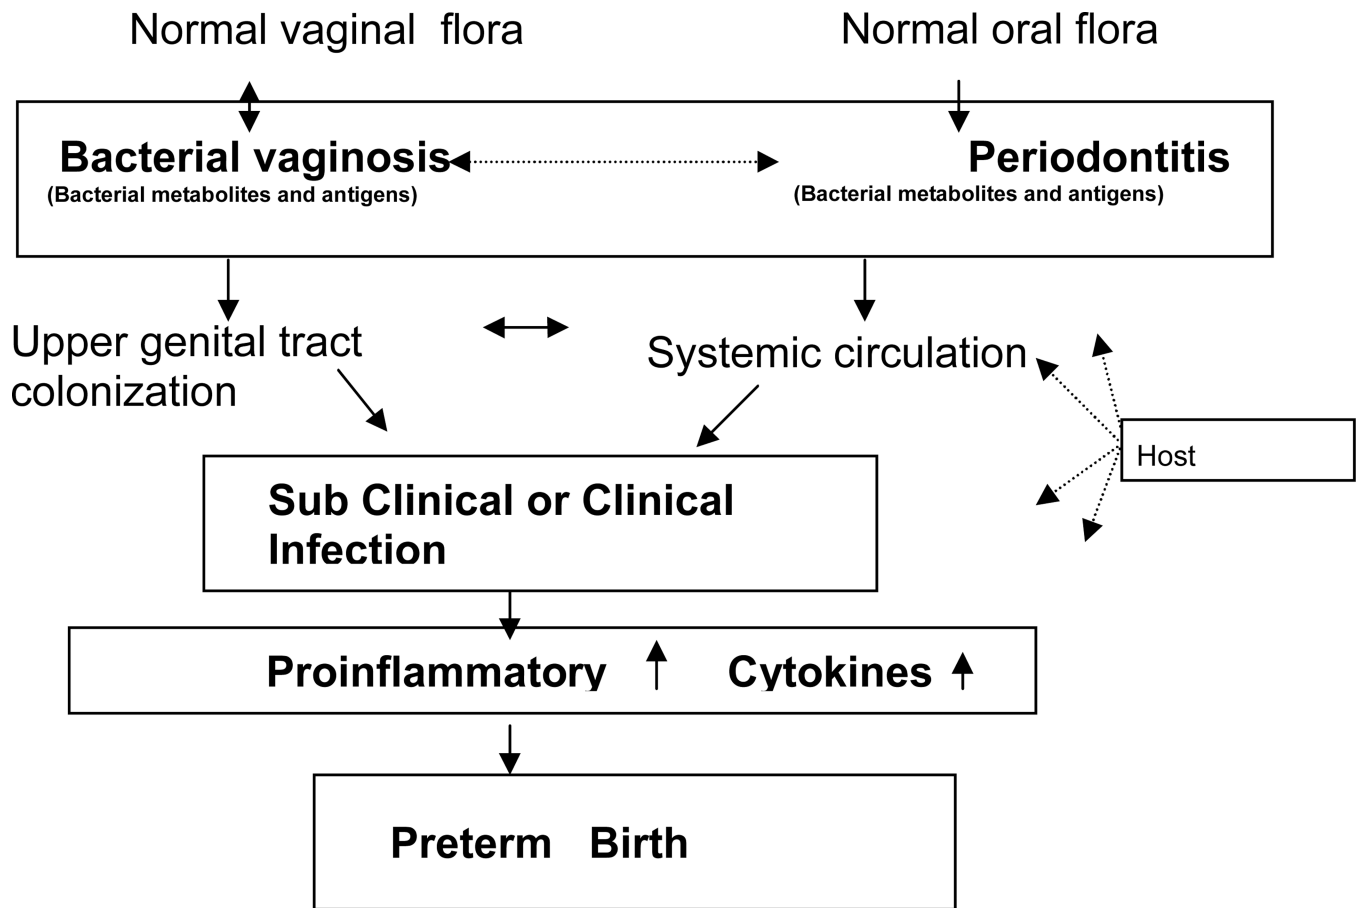 Normal vaginal flora
Normal oral flora
Bacterial vaginosis
(Bacterial metabolites and antigens)
Periodontitis
(Bacterial metabolites and antigens)
Upper genital tract
colonization
Systemic circulation
Host
Sub Clinical or Clinical
Infection
Proinflammatory Cytokines
Preterm Birth